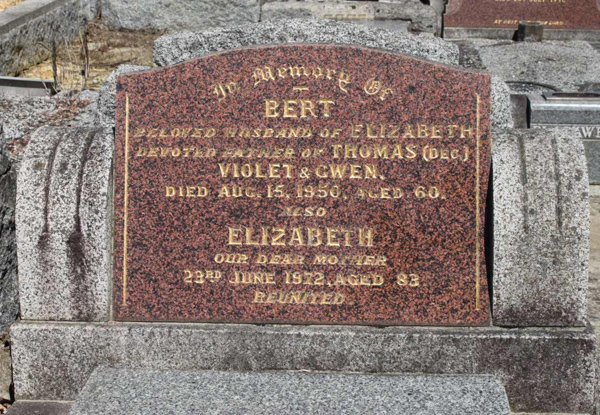 In Memory Of
BERT
BELOVED HUSBAND OF ELIZABETH
DEVOTED FATHER OF THOMAS (DEC.)
VIOLET & GWEN.
DIED AUG. 15, 1950, AGED 60.
ALSO
ELIZABETH
OUR DEAR MOTHER
23RD JUNE 1972, AGED 83
REUNITED